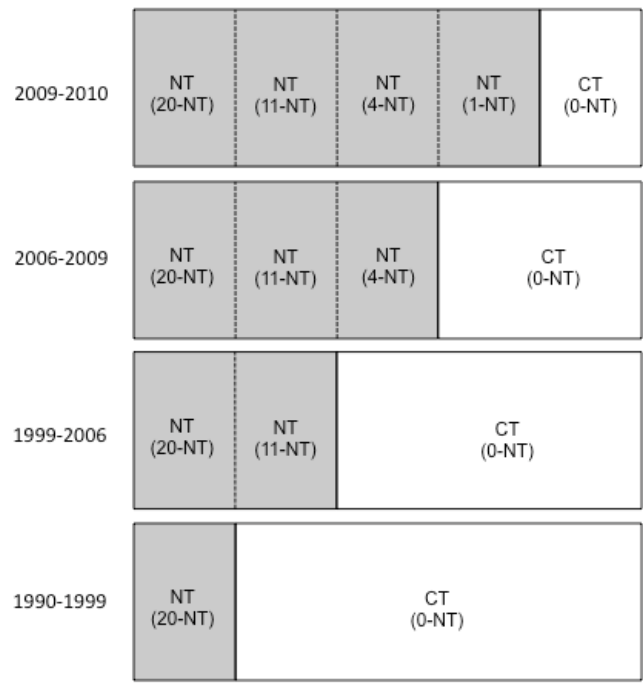 2009-2010
NT
(20-NT)
NT
(11-NT)
NT
(4-NT)
NT
(1-NT)
CT
(0-NT)
2006-2009
NT
(20-NT)
NT
(11-NT)
NT
(4-NT)
CT
(0-NT)
1999-2006
NT
(20-NT)
NT
(11-NT)
CT
(0-NT)
1990-1999
NT
(20-NT)
CT
(0-NT)